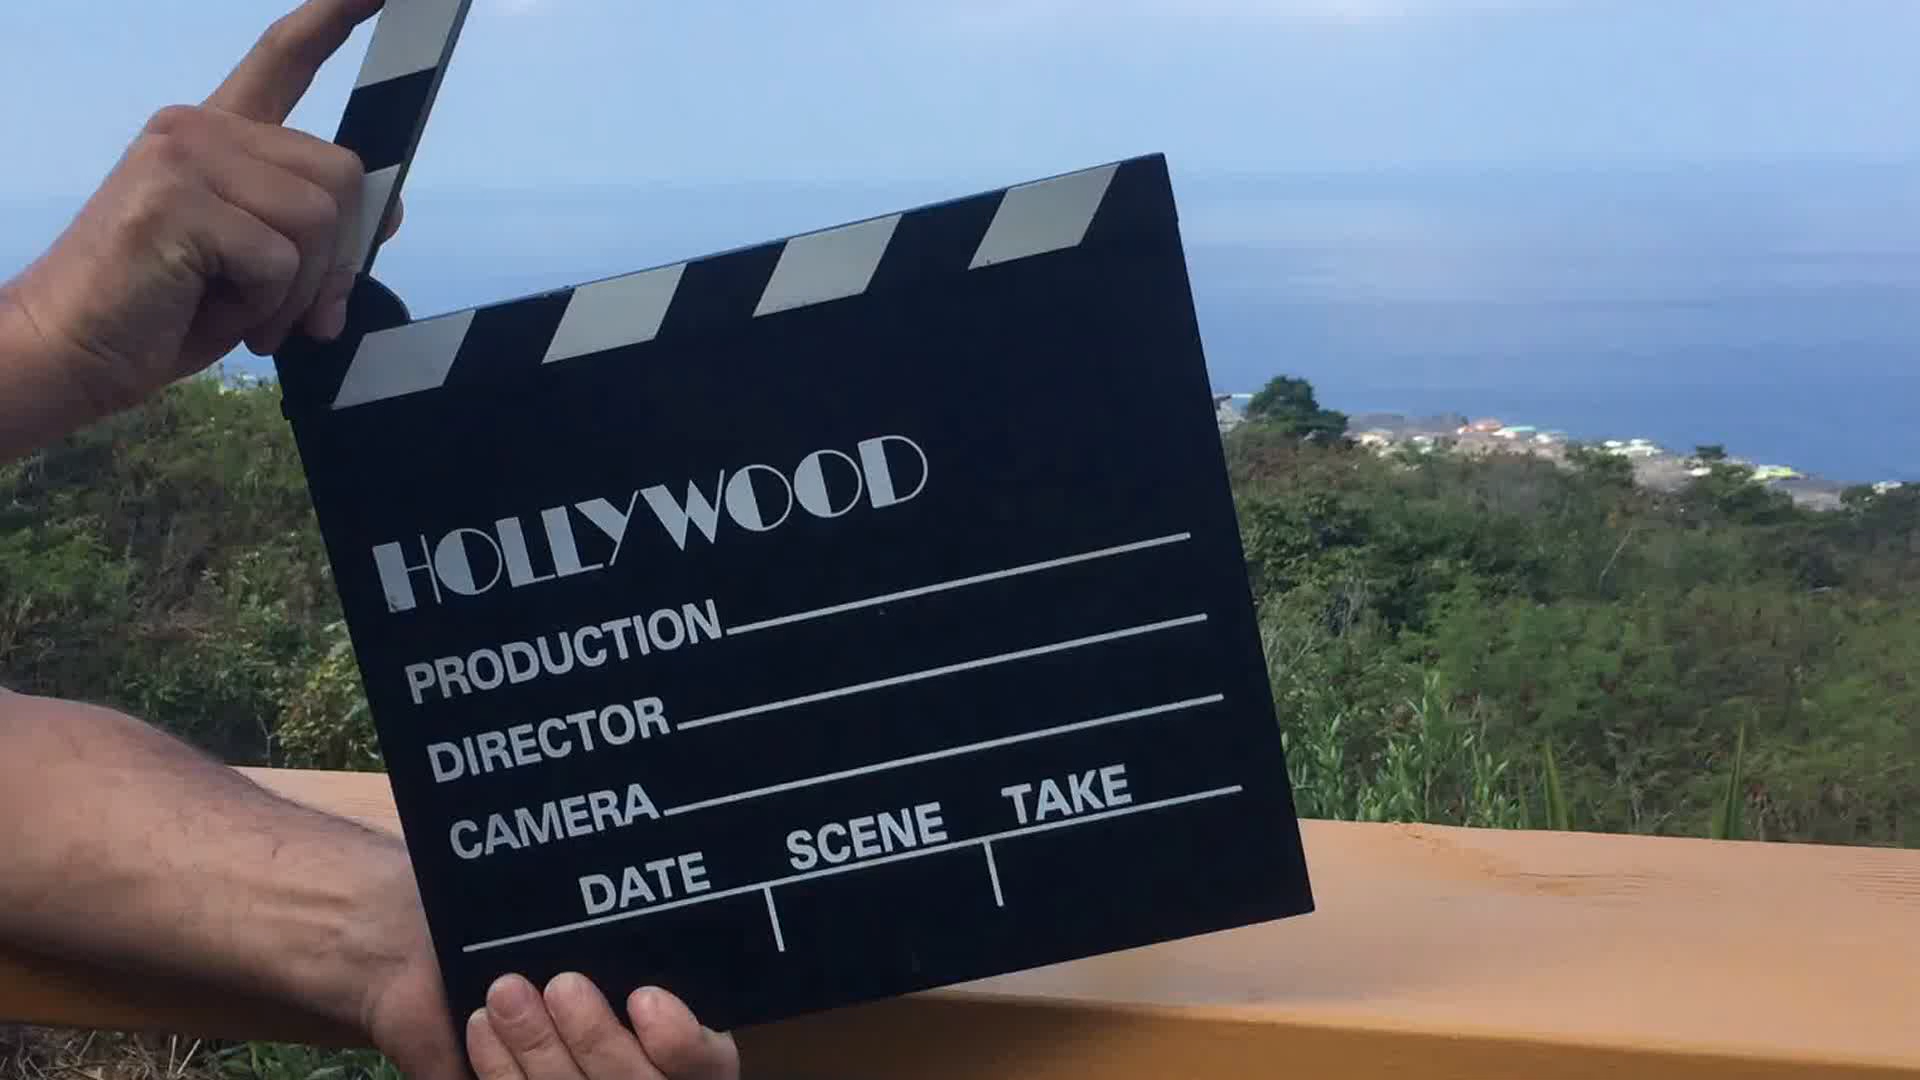 HOLLYWOOD
PRODUCTION
DIRECTOR
CAMERA
DATE SCENE TAKE